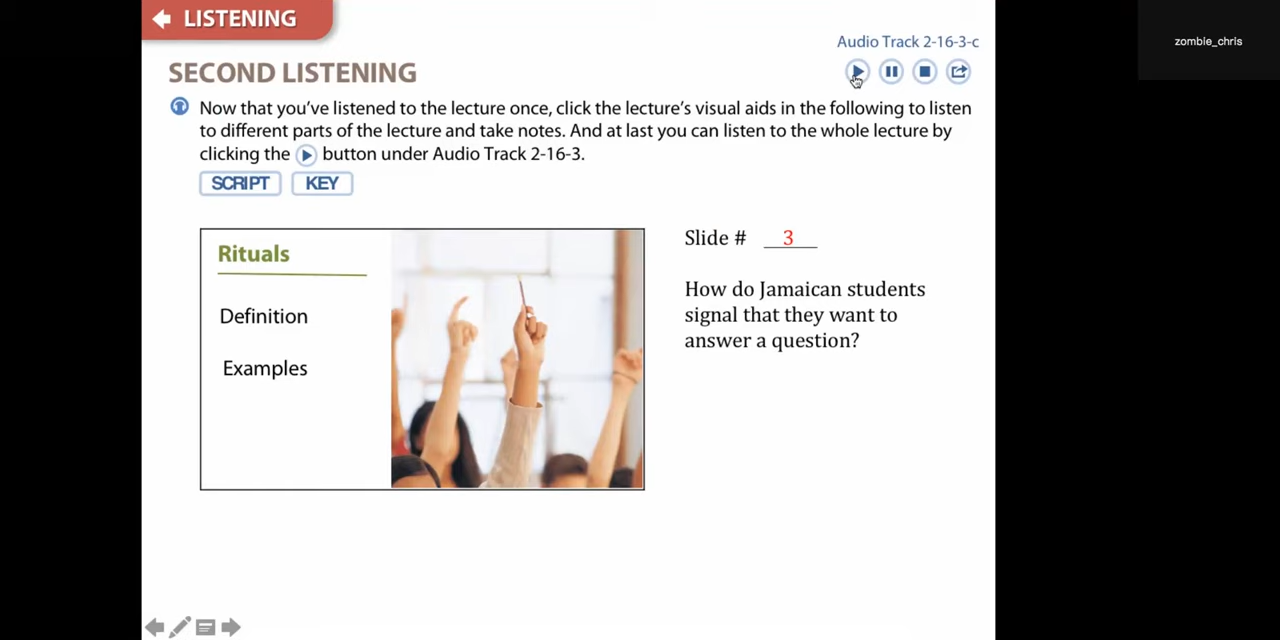 LISTENING
zombie_chris
Audio Track 2-16-3-c
SECOND LISTENING
Now that you've listened to the lecture once, click the lecture's visual aids in the following to listen
to different parts of the lecture and take notes. And at last you can listen to the whole lecture by
clicking the button under Audio Track 2-16-3.
SCRIPT KEY
Rituals
Definition
Examples
Slide # 3
How do Jamaican students
signal that they want to
answer a question?